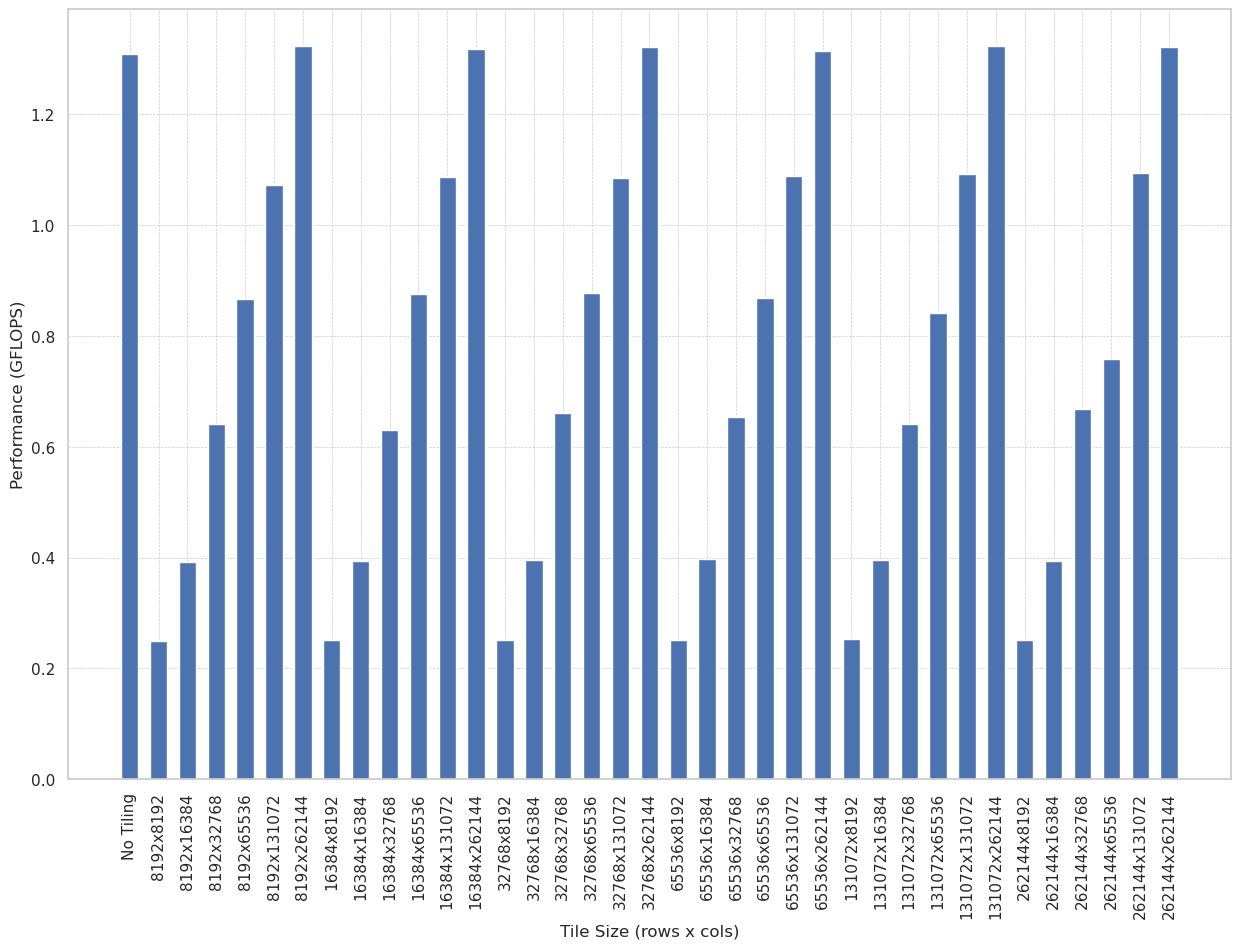 Performance (GFLOPS)
1.2
1.0
0.8
0.6
0.4
0.2
0.0
No Tiling
8192x8192
8192x16384
8192x32768
8192x65536
8192x131072
8192x262144
16384x8192
16384x16384
16384x32768
16384x65536
16384x131072
16384x262144
32768x8192
32768x16384
32768x32768
32768x65536
32768x131072
32768x262144
65536x8192
65536x16384
65536x32768
65536x65536
65536x131072
65536x262144
131072x8192
131072x16384
131072x32768
131072x65536
131072x131072
131072x262144
262144x8192
262144x16384
262144x32768
262144x65536
262144x131072
262144x262144
Tile Size (rows x cols)